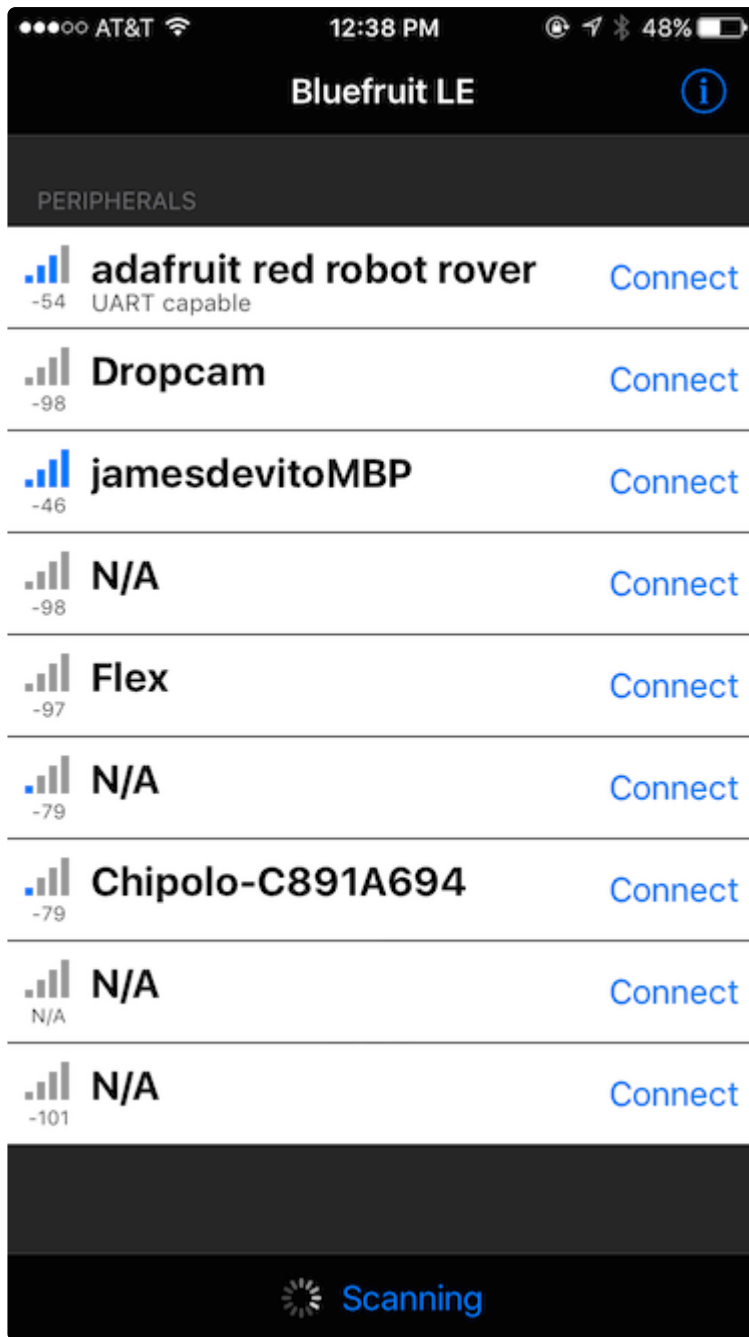 AT&T 12:38 PM 48%
Bluefruit LE i
PERIPHERALS
adafruit red robot rover Connect
-54 UART capable
Dropcam Connect
-98
jamesdevitoMBP Connect
-46
N/A Connect
-98
Flex Connect
-97
N/A Connect
-79
Chipolo-C891A694 Connect
-79
N/A Connect
N/A
N/A Connect
-101
Scanning